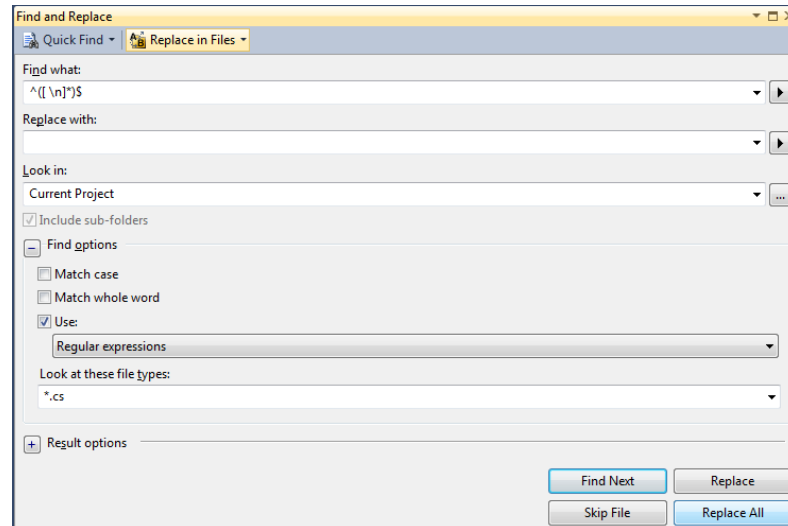 Find and Replace
Quick Find Replace in Files
Find what:
^([ \n]*)$
Replace with:
Look in:
Current Project
...
Include sub-folders
Find options
Match case
Match whole word
Use:
Regular expressions
Look at these file types:
*.cs
Result options
Find Next Replace
Skip File Replace All